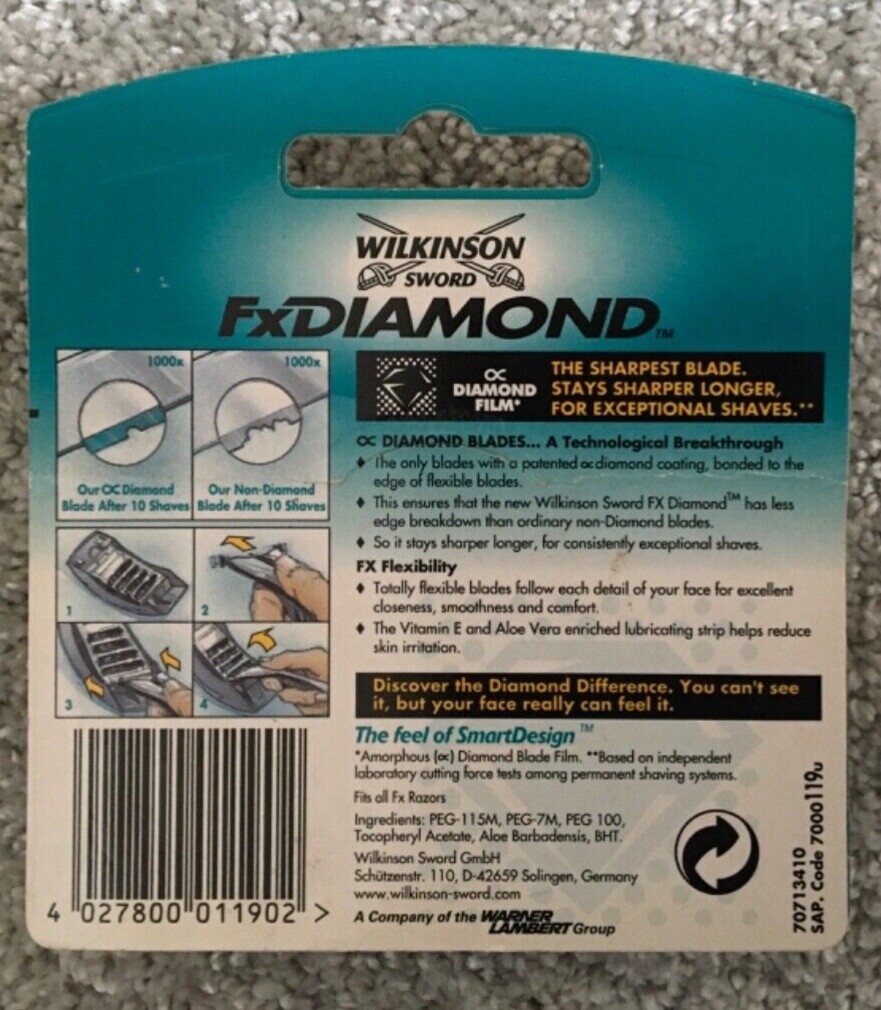 WILKINSON
SWORD
FxDIAMOND™
1000x
1000x
Our ∝ Diamond
Blade After 10 Shaves
Our Non-Diamond
Blade After 10 Shaves
1
2
3
4
∝
DIAMOND
FILM*
THE SHARPEST BLADE.
STAYS SHARPER LONGER,
FOR EXCEPTIONAL SHAVES.**
∝ DIAMOND BLADES... A Technological Breakthrough
♦ The only blades with a patented ∝ diamond coating, bonded to the
edge of flexible blades.
♦ This ensures that the new Wilkinson Sword FX Diamond™ has less
edge breakdown than ordinary non-Diamond blades.
♦ So it stays sharper longer, for consistently exceptional shaves.
FX Flexibility
♦ Totally flexible blades follow each detail of your face for excellent
closeness, smoothness and comfort.
♦ The Vitamin E and Aloe Vera enriched lubricating strip helps reduce
skin irritation.
Discover the Diamond Difference. You can't see
it, but your face really can feel it.
The feel of SmartDesign™
*Amorphous (∝) Diamond Blade Film. **Based on independent
laboratory cutting force tests among permanent shaving systems.
Fits all Fx Razors
Ingredients: PEG-115M, PEG-7M, PEG 100,
Tocopheryl Acetate, Aloe Barbadensis, BHT.
Wilkinson Sword GmbH
Schützenstr. 110, D-42659 Solingen, Germany
www.wilkinson-sword.com
A Company of the WARNER
LAMBERT Group
4 027800 011902 >
70713410
SAP. Code 7000119u